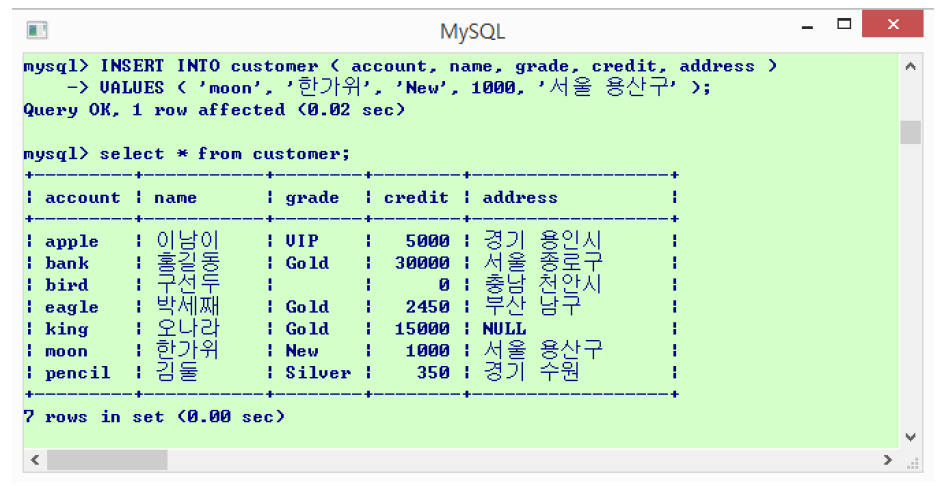 MySQL
mysql> INSERT INTO customer ( account, name, grade, credit, address )
    -> VALUES ( 'moon', '한가위', 'New', 1000, '서울 용산구' );
Query OK, 1 row affected (0.02 sec)
mysql> select * from customer;
+---------+-----------+--------+--------+------------------+
| account | name      | grade  | credit | address          |
+---------+-----------+--------+--------+------------------+
| apple   | 이남이    | VIP    |   5000 | 경기 용인시      |
| bank    | 홍길동    | Gold   |  30000 | 서울 종로구      |
| bird    | 구선두    |        |      0 | 충남 천안시      |
| eagle   | 박세째    | Gold   |   2450 | 부산 남구        |
| king    | 오나라    | Gold   |  15000 | NULL             |
| moon    | 한가위    | New    |   1000 | 서울 용산구      |
| pencil  | 김둘      | Silver |    350 | 경기 수원        |
+---------+-----------+--------+--------+------------------+
7 rows in set (0.00 sec)